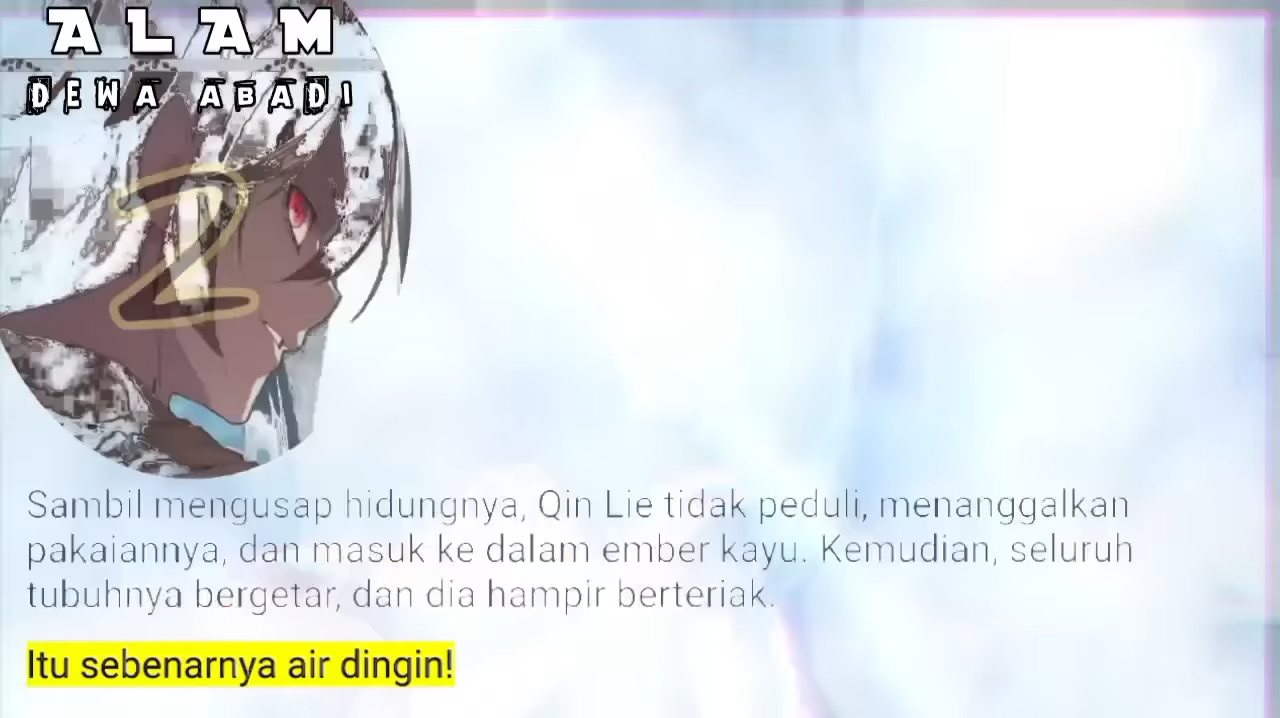 ALAM
DEWA ABADI
2
Sambil mengusap hidungnya, Qin Lie tidak peduli, menanggalkan
pakaiannya, dan masuk ke dalam ember kayu. Kemudian, seluruh
tubuhnya bergetar, dan dia hampir berteriak.
Itu sebenarnya air dingin!